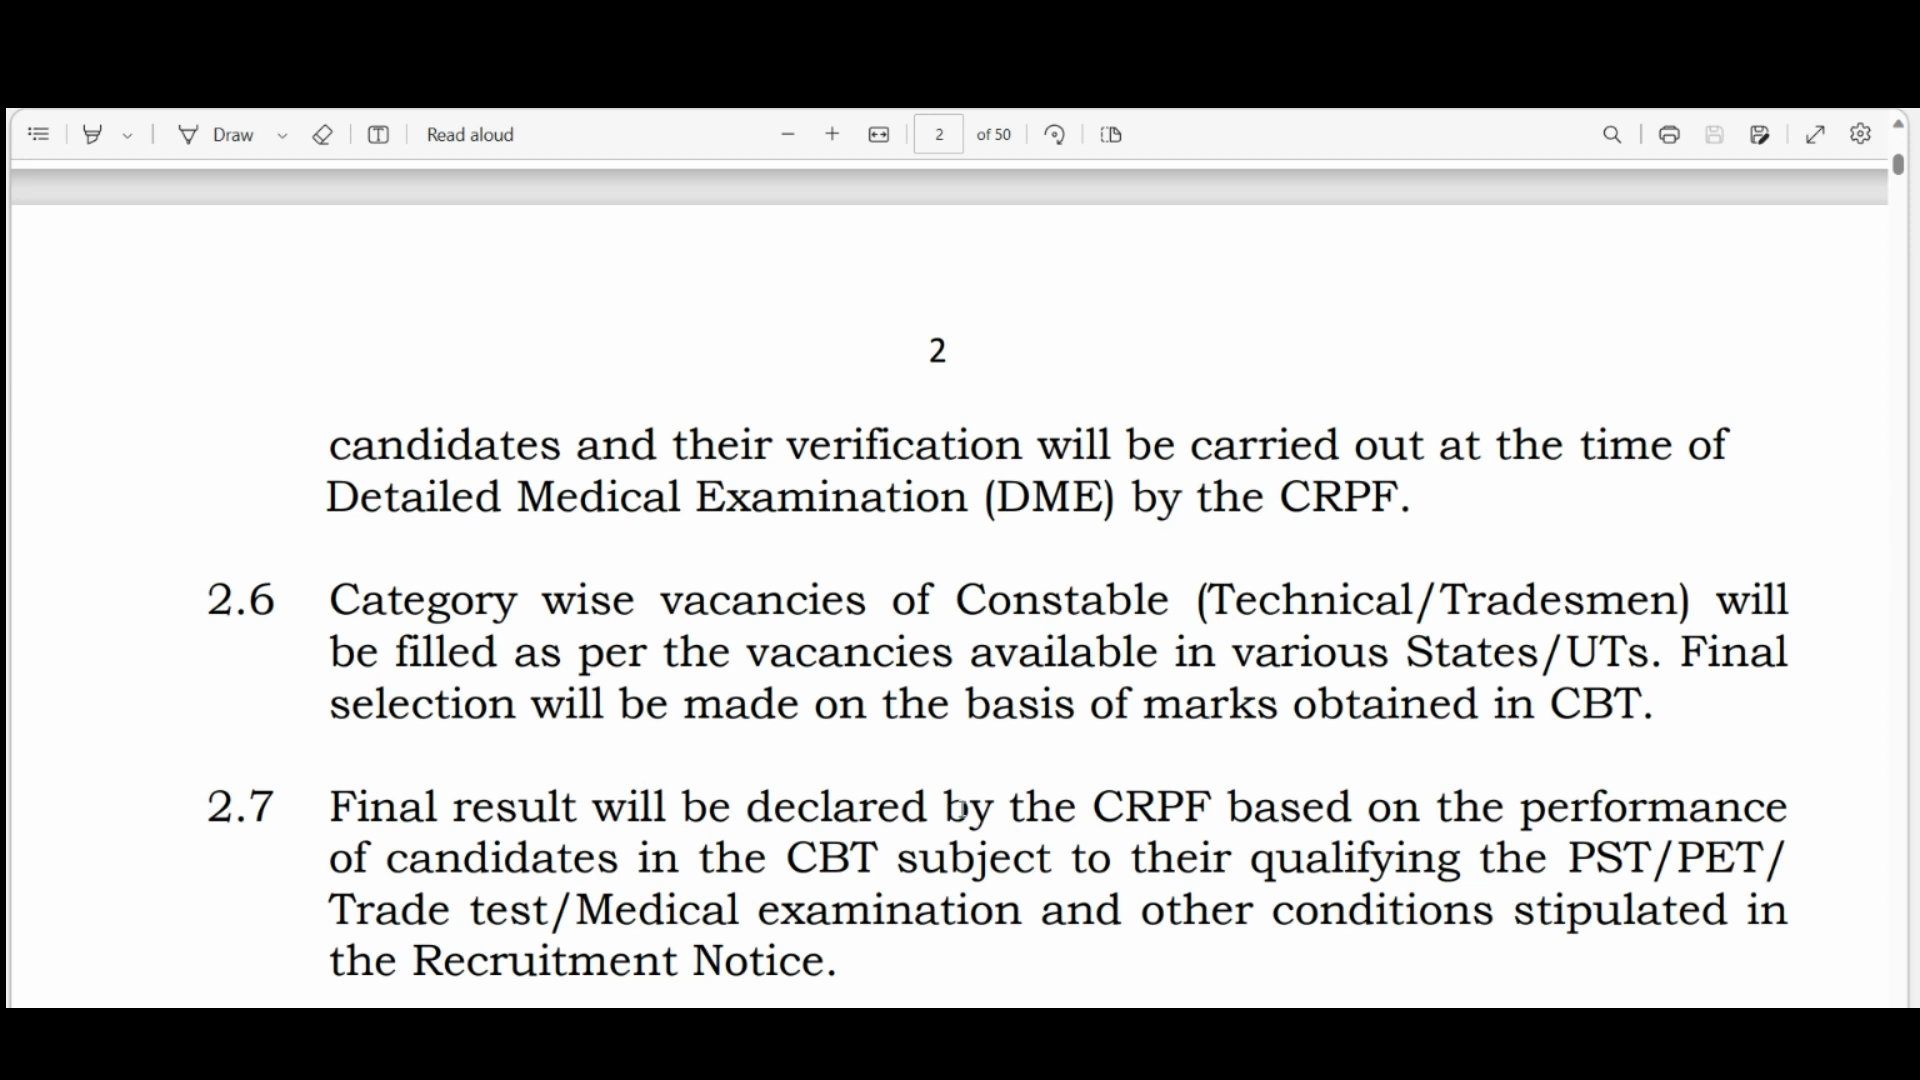 Draw
Read aloud
2 of 50
2
candidates and their verification will be carried out at the time of
Detailed Medical Examination (DME) by the CRPF.
2.6 Category wise vacancies of Constable (Technical/Tradesmen) will
be filled as per the vacancies available in various States/UTs. Final
selection will be made on the basis of marks obtained in CBT.
2.7 Final result will be declared by the CRPF based on the performance
of candidates in the CBT subject to their qualifying the PST/PET/
Trade test/Medical examination and other conditions stipulated in
the Recruitment Notice.